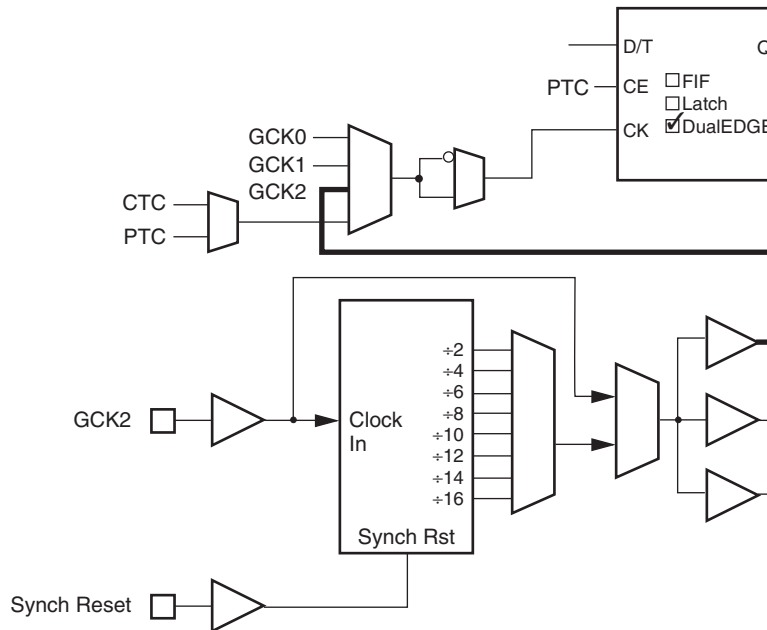 D/T
Q
PTC
CE
FIF
Latch
CK
DualEDGE
GCK0
GCK1
GCK2
CTC
PTC
÷2
÷4
÷6
÷8
÷10
÷12
÷14
÷16
GCK2
Clock
In
Synch Rst
Synch Reset